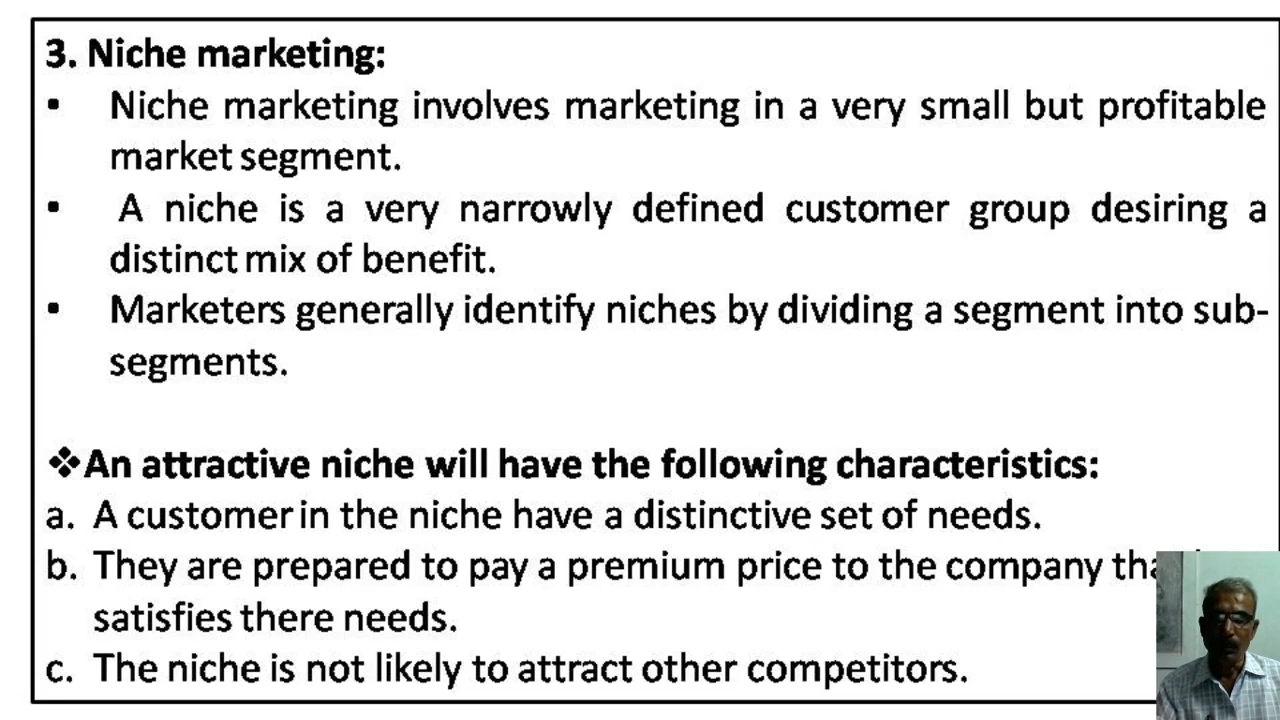 3. Niche marketing:
• Niche marketing involves marketing in a very small but profitable
market segment.
• A niche is a very narrowly defined customer group desiring a
distinct mix of benefit.
• Marketers generally identify niches by dividing a segment into sub-
segments.
❖An attractive niche will have the following characteristics:
a. A customer in the niche have a distinctive set of needs.
b. They are prepared to pay a premium price to the company
satisfies there needs.
c. The niche is not likely to attract other competitors.